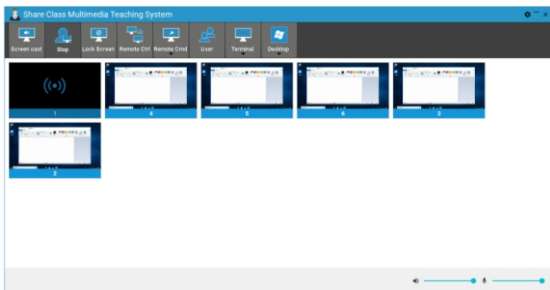 Share Class Multimedia Teaching System
Screen cast Stop Lock Screen Remote Ctrl Remote Cmd User Terminal Desktop
1 4 5 6 3
2